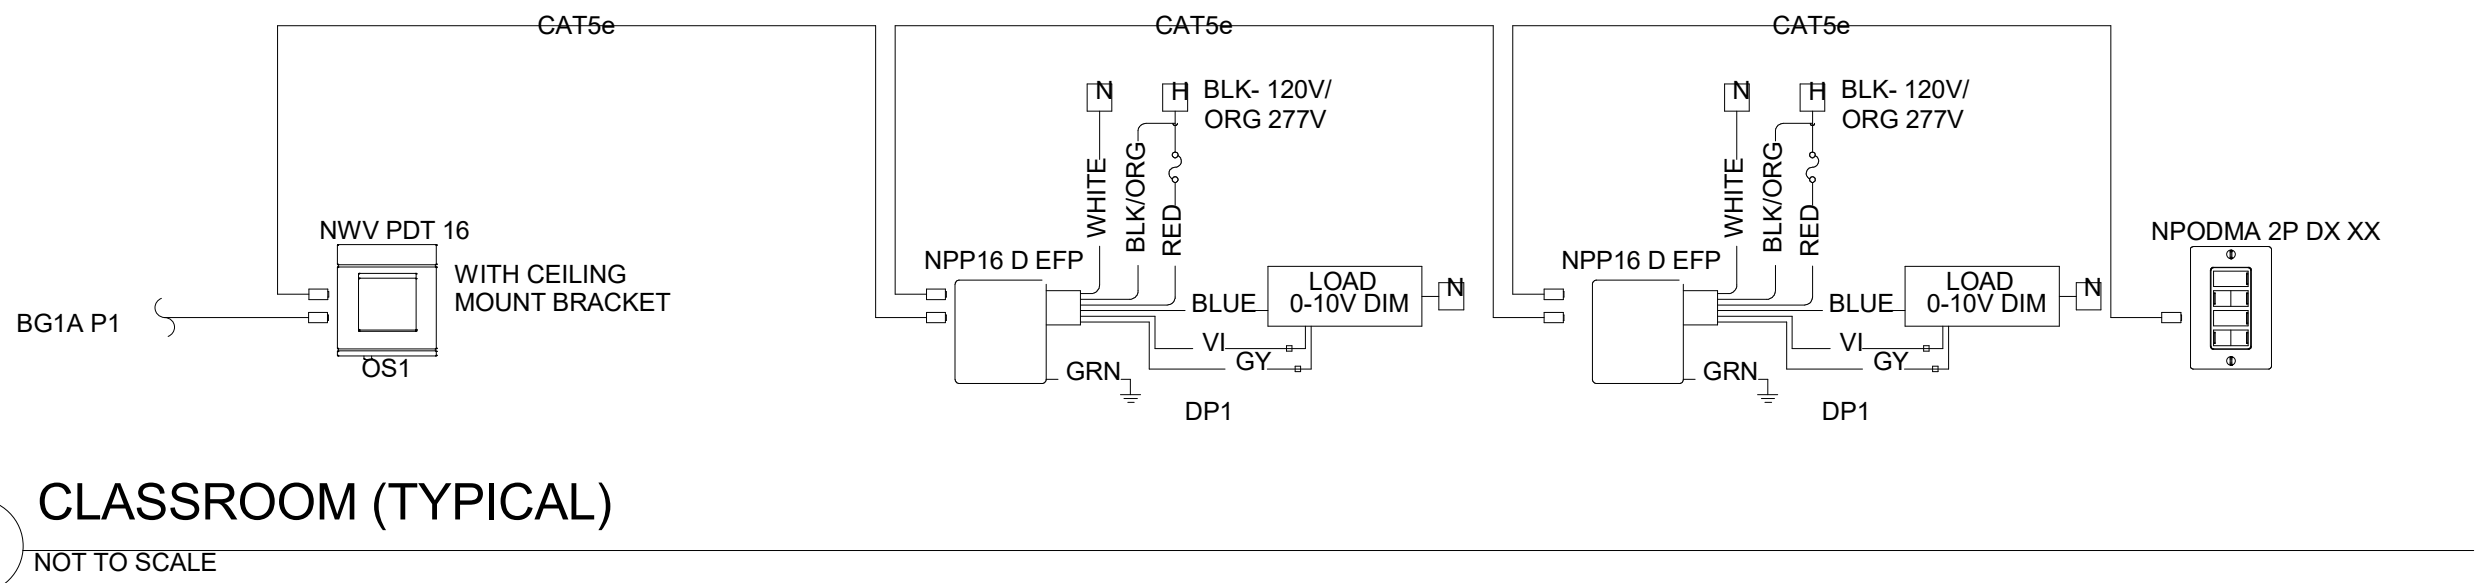 CAT5e
CAT5e
CAT5e
N
H
BLK- 120V/
ORG 277V
N
H
BLK- 120V/
ORG 277V
WHITE
BLK/ORG
RED
WHITE
BLK/ORG
RED
NWV PDT 16
WITH CEILING
MOUNT BRACKET
BG1A P1
OS1
NPP16 D EFP
LOAD
0-10V DIM
N
BLUE
VI
GY
GRN
DP1
NPP16 D EFP
LOAD
0-10V DIM
N
BLUE
VI
GY
GRN
DP1
NPODMA 2P DX XX
CLASSROOM (TYPICAL)
NOT TO SCALE